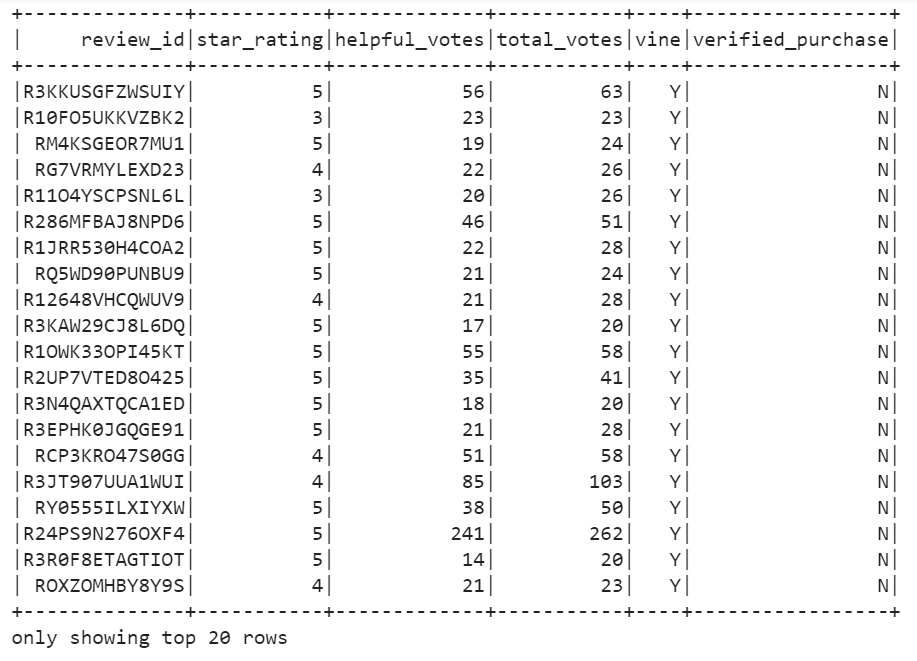 +--------------+-----------+-------------+-----------+----+-----------------+
|     review_id|star_rating|helpful_votes|total_votes|vine|verified_purchase|
+--------------+-----------+-------------+-----------+----+-----------------+
|R3KKUSGFZWSUIY|          5|           56|         63|   Y|                N|
|R10FO5UKKVZBK2|          3|           23|         23|   Y|                N|
| RM4KSGEOR7MU1|          5|           19|         24|   Y|                N|
| RG7VRMYLEXD23|          4|           22|         26|   Y|                N|
|R11O4YSCPSNL6L|          3|           20|         26|   Y|                N|
|R286MFBAJ8NPD6|          5|           46|         51|   Y|                N|
|R1JRR530H4COA2|          5|           22|         28|   Y|                N|
| RQ5WD90PUNBU9|          5|           21|         24|   Y|                N|
|R12648VHCQWUV9|          4|           21|         28|   Y|                N|
|R3KAW29CJ8L6DQ|          5|           17|         20|   Y|                N|
|R1OWK33OPI45KT|          5|           55|         58|   Y|                N|
|R2UP7VTED8O425|          5|           35|         41|   Y|                N|
|R3N4QAXTQCA1ED|          5|           18|         20|   Y|                N|
|R3EPHK0JGQGE91|          5|           21|         28|   Y|                N|
| RCP3KRO47S0GG|          4|           51|         58|   Y|                N|
|R3JT907UUA1WUI|          4|           85|        103|   Y|                N|
| RY0555ILXIYXW|          5|           38|         50|   Y|                N|
|R24PS9N276OXF4|          5|          241|        262|   Y|                N|
|R3R0F8ETAGTIOT|          5|           14|         20|   Y|                N|
| ROXZOMHBY8Y9S|          4|           21|         23|   Y|                N|
+--------------+-----------+-------------+-----------+----+-----------------+
only showing top 20 rows